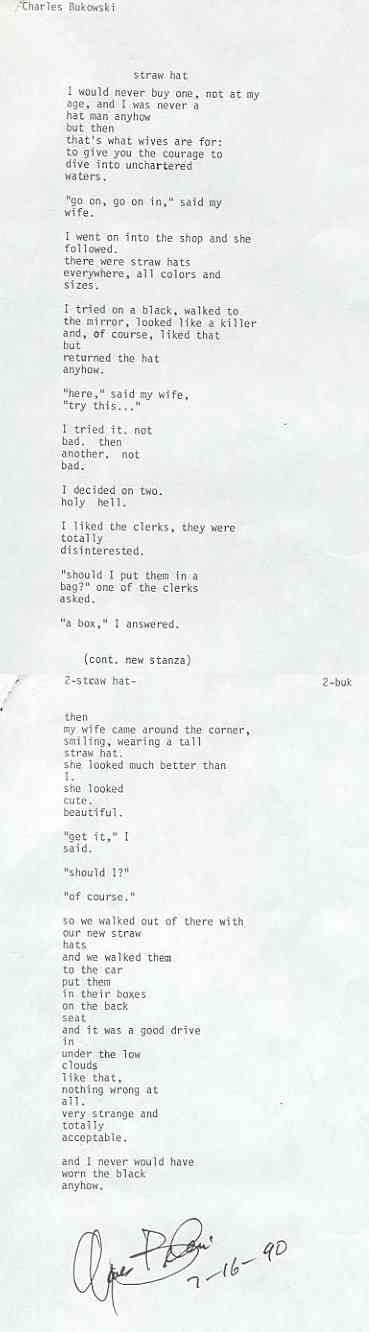 Charles Bukowski
straw hat
I would never buy one, not at my
age, and I was never a
hat man anyhow
but then
that's what wives are for:
to give you the courage to
dive into unchartered
waters.
"go on, go on in," said my
wife.
I went on into the shop and she
followed.
there were straw hats
everywhere, all colors and
sizes.
I tried on a black, walked to
the mirror, looked like a killer
and, of course, liked that
but
returned the hat
anyhow.
"here," said my wife,
"try this..."
I tried it. not
bad. then
another. not
bad.
I decided on two.
holy hell.
I liked the clerks, they were
totally
disinterested.
"should I put them in a
bag?" one of the clerks
asked.
"a box," I answered.
(cont. new stanza)
2-straw hat- 2-buk
then
my wife came around the corner,
smiling, wearing a tall
straw hat.
she looked much better than
I.
she looked
cute.
beautiful.
"get it," I
said.
"should I?"
"of course."
so we walked out of there with
our new straw
hats
and we walked them
to the car
put them
in their boxes
on the back
seat
and it was a good drive
in
under the low
clouds
like that,
nothing wrong at
all.
very strange and
totally
acceptable.
and I never would have
worn the black
anyhow.
7-16-90